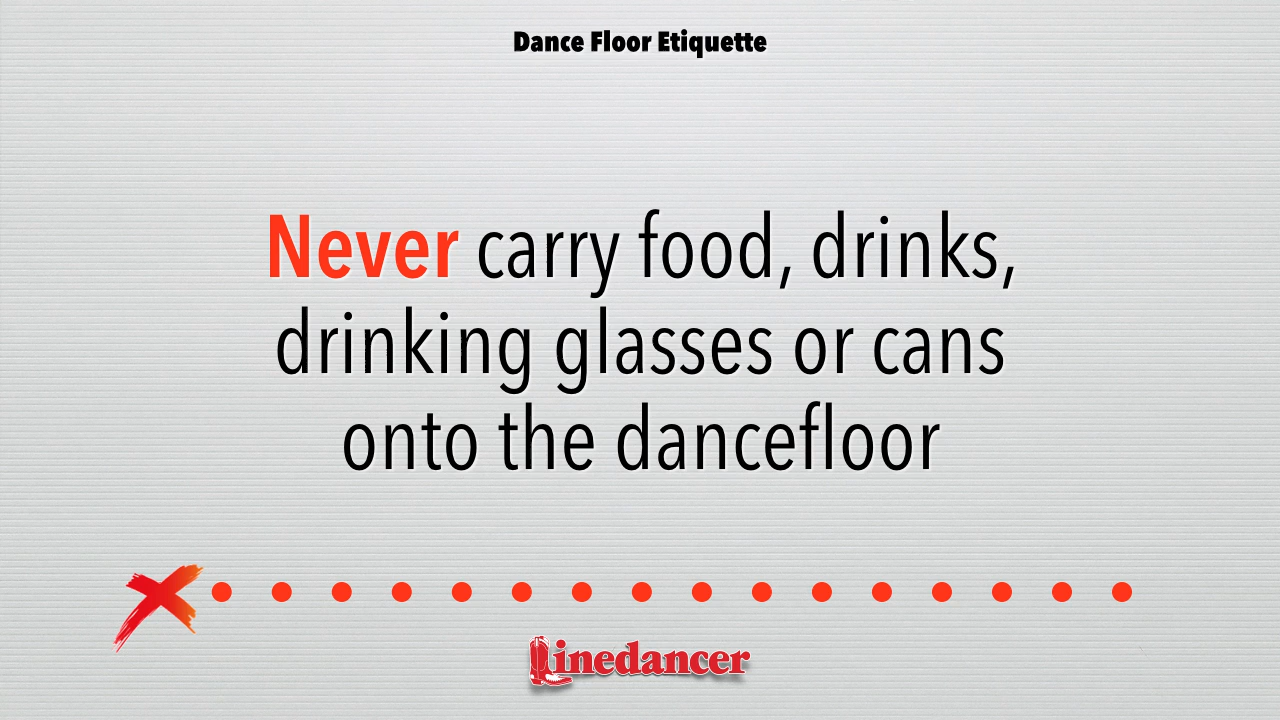 Dance Floor Etiquette
Never carry food, drinks,
drinking glasses or cans
onto the dancefloor
Linedancer